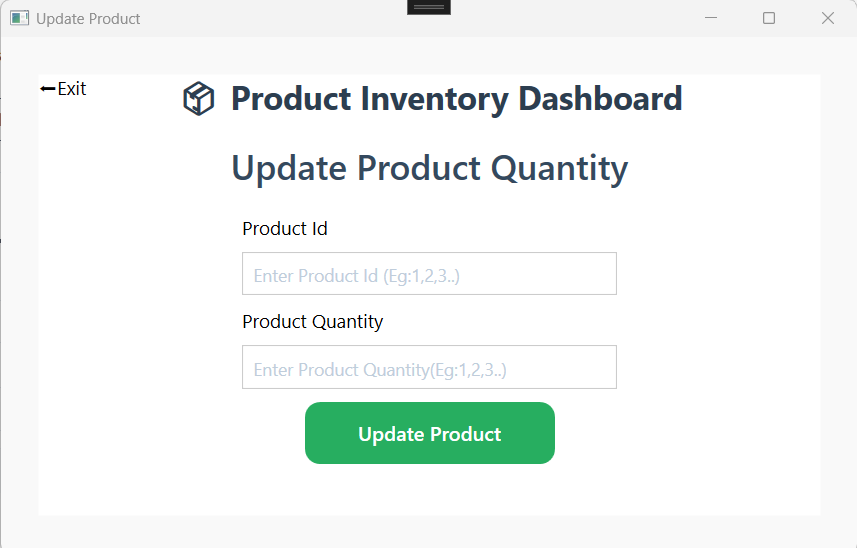 Update Product
←Exit
Product Inventory Dashboard
Update Product Quantity
Product Id
Enter Product Id (Eg:1,2,3..)
Product Quantity
Enter Product Quantity(Eg:1,2,3..)
Update Product